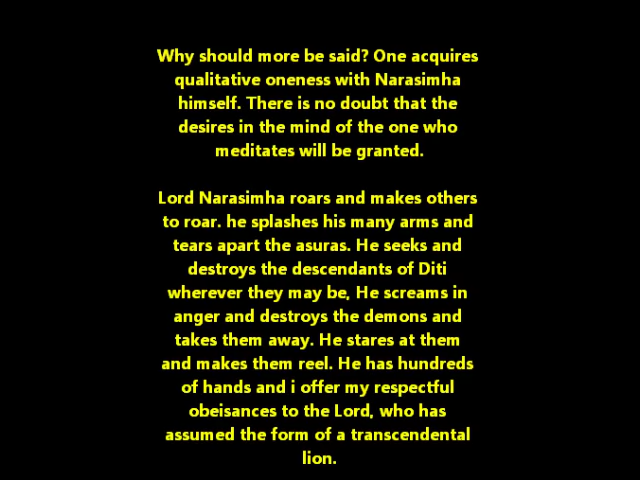 Why should more be said? One acquires
qualitative oneness with Narasimha
himself. There is no doubt that the
desires in the mind of the one who
meditates will be granted.
Lord Narasimha roars and makes others
to roar. he splashes his many arms and
tears apart the asuras. He seeks and
destroys the descendants of Diti
wherever they may be, He screams in
anger and destroys the demons and
takes them away. He stares at them
and makes them reel. He has hundreds
of hands and i offer my respectful
obeisances to the Lord, who has
assumed the form of a transcendental
lion.